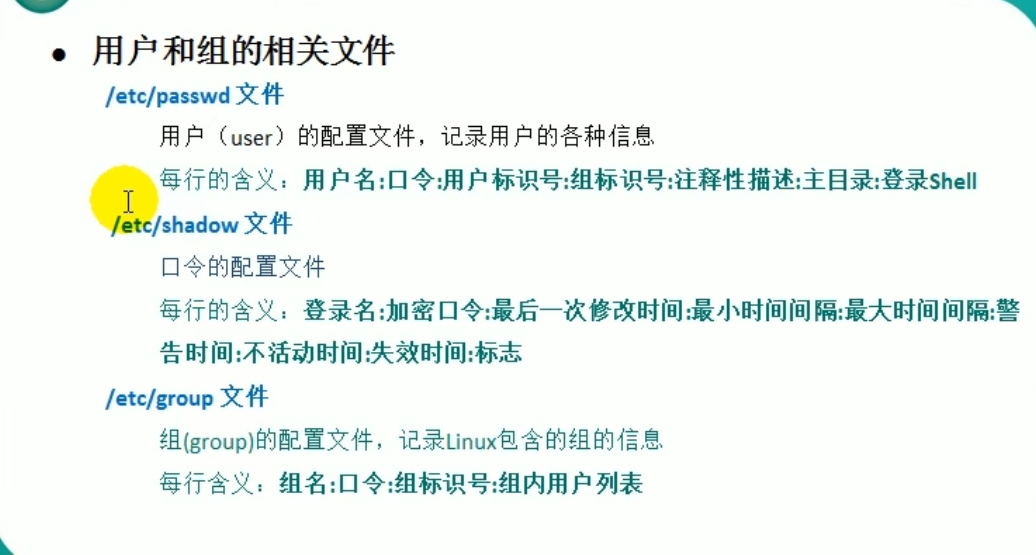 ● 用户和组的相关文件
/etc/passwd 文件
用户（user）的配置文件，记录用户的各种信息
每行的含义：用户名:口令:用户标识号:组标识号:注释性描述:主目录:登录Shell
/etc/shadow 文件
口令的配置文件
每行的含义：登录名:加密口令:最后一次修改时间:最小时间间隔:最大时间间隔:警
告时间:不活动时间:失效时间:标志
/etc/group 文件
组(group)的配置文件，记录Linux包含的组的信息
每行含义：组名:口令:组标识号:组内用户列表